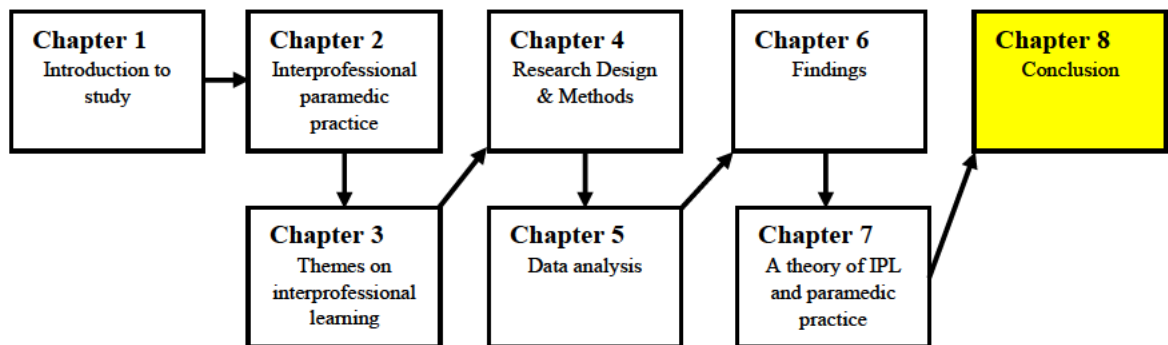 Chapter 1
Introduction to
study
Chapter 2
Interprofessional
paramedic
practice
Chapter 3
Themes on
interprofessional
learning
Chapter 4
Research Design
& Methods
Chapter 5
Data analysis
Chapter 6
Findings
Chapter 7
A theory of IPL
and paramedic
practice
Chapter 8
Conclusion